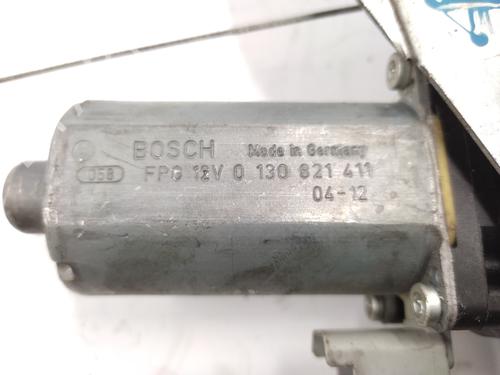 BOSCH Made in Germany
FPG 12V 0 130 821 411
04-12